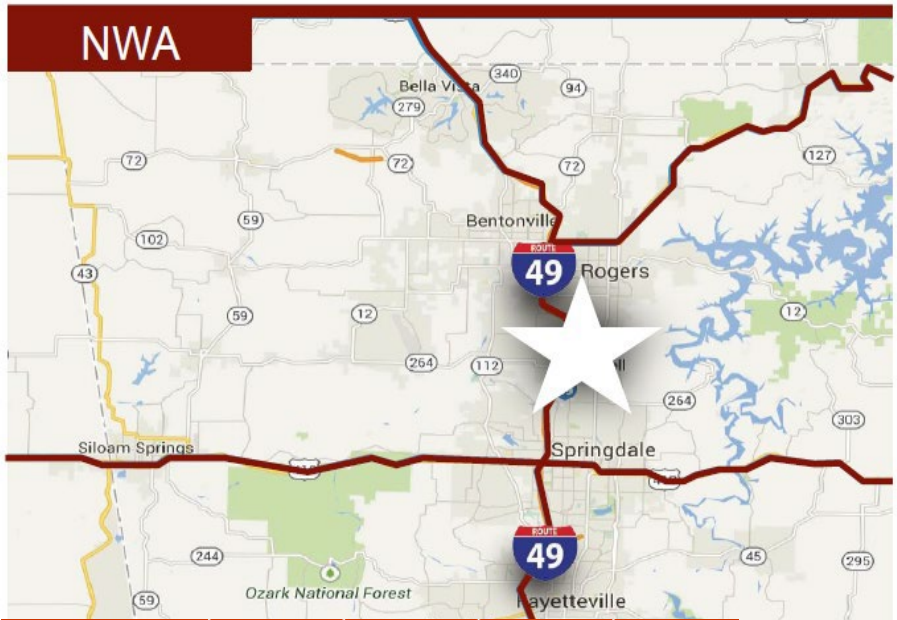 NWA
Bella Vista
340
94
279
72
72
72
127
59
Bentonville
102
ROUTE
49
Rogers
43
12
59
12
264
112
264
303
Siloam Springs
Springdale
ROUTE
49
244
45
295
Ozark National Forest
59
Fayetteville